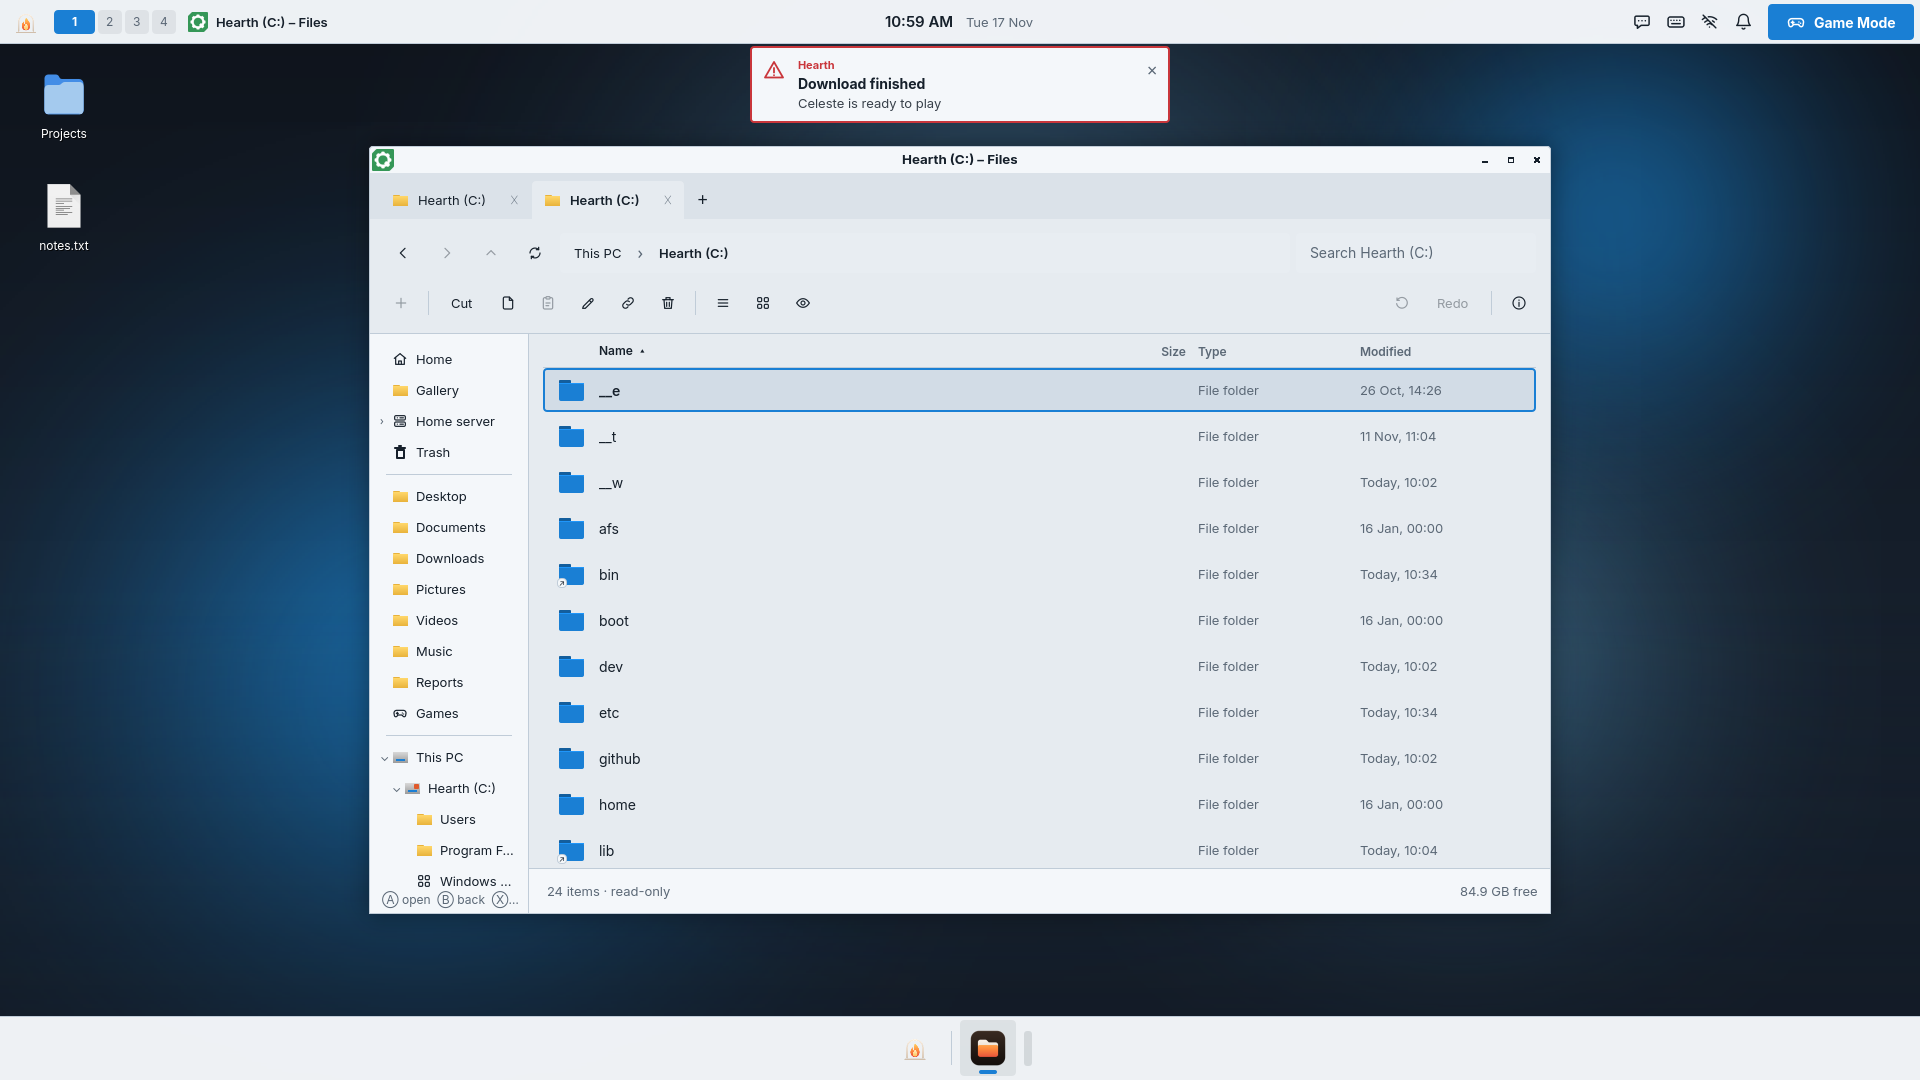 1 2 3 4 Hearth (C:) – Files 10:59 AM Tue 17 Nov Game Mode
Hearth
Download finished
Celeste is ready to play
Projects
notes.txt
Hearth (C:) – Files
Hearth (C:) X Hearth (C:) X +
This PC › Hearth (C:) Search Hearth (C:)
Cut Redo
Home
Gallery
Home server
Trash
Desktop
Documents
Downloads
Pictures
Videos
Music
Reports
Games
This PC
Hearth (C:)
Users
Program F...
Windows ...
A open B back X...
Name Size Type Modified
__e File folder 26 Oct, 14:26
__t File folder 11 Nov, 11:04
__w File folder Today, 10:02
afs File folder 16 Jan, 00:00
bin File folder Today, 10:34
boot File folder 16 Jan, 00:00
dev File folder Today, 10:02
etc File folder Today, 10:34
github File folder Today, 10:02
home File folder 16 Jan, 00:00
lib File folder Today, 10:04
24 items · read-only 84.9 GB free